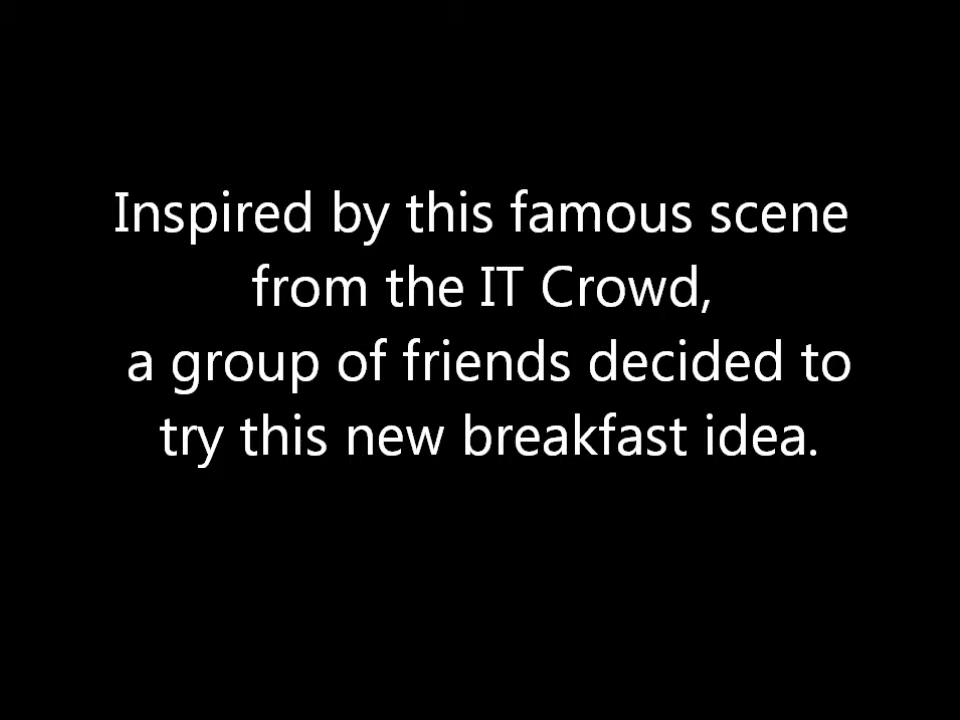 Inspired by this famous scene
from the IT Crowd,
a group of friends decided to
try this new breakfast idea.